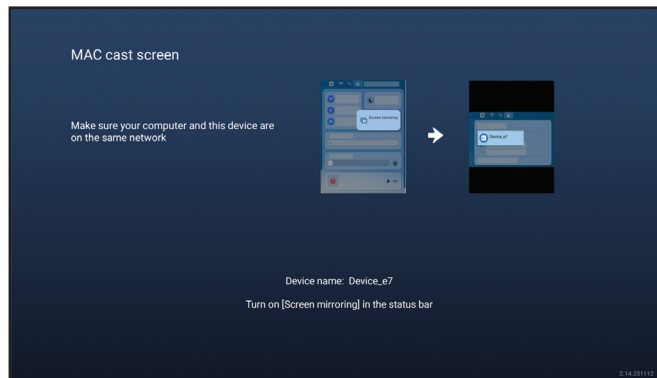 MAC cast screen
Make sure your computer and this device are
on the same network
Screen mirroring
Device_e7
Device name: Device_e7
Turn on [Screen mirroring] in the status bar
2.14.231112